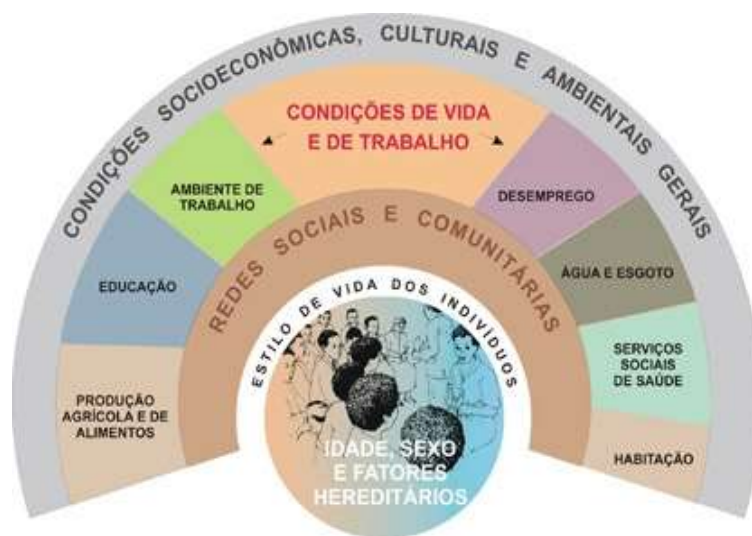 CONDIÇÕES SOCIOECONÔMICAS, CULTURAIS E AMBIENTAIS GERAIS
CONDIÇÕES DE VIDA
E DE TRABALHO
AMBIENTE DE
TRABALHO
DESEMPREGO
REDES SOCIAIS E COMUNITÁRIAS
EDUCAÇÃO
ÁGUA E ESGOTO
ESTILO DE VIDA DOS INDIVÍDUOS
SERVIÇOS
SOCIAIS
DE SAÚDE
PRODUÇÃO
AGRÍCOLA E DE
ALIMENTOS
HABITAÇÃO
IDADE, SEXO
E FATORES
HEREDITÁRIOS